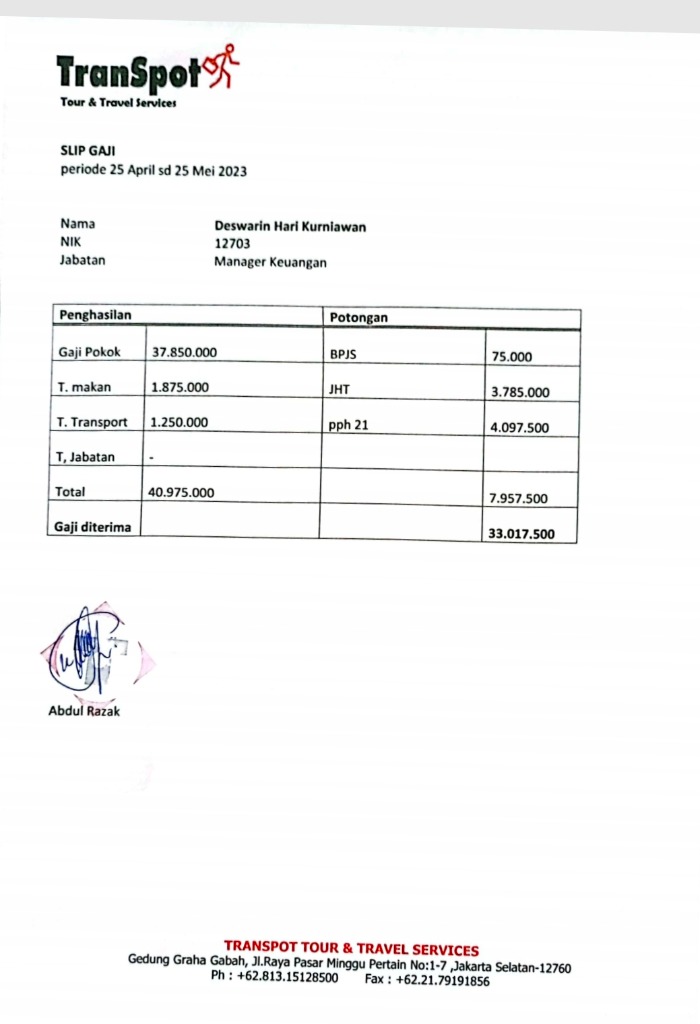 TranSpot
Tour & Travel Services
SLIP GAJI
periode 25 April sd 25 Mei 2023
Nama Deswarin Hari Kurniawan
NIK 12703
Jabatan Manager Keuangan
Penghasilan Potongan
Gaji Pokok 37.850.000 BPJS 75.000
T. makan 1.875.000 JHT 3.785.000
T. Transport 1.250.000 pph 21 4.097.500
T, Jabatan -
Total 40.975.000 7.957.500
Gaji diterima 33.017.500
Abdul Razak
TRANSPOT TOUR & TRAVEL SERVICES
Gedung Graha Gabah, Jl.Raya Pasar Minggu Pertain No:1-7 ,Jakarta Selatan-12760
Ph : +62.813.15128500 Fax : +62.21.79191856